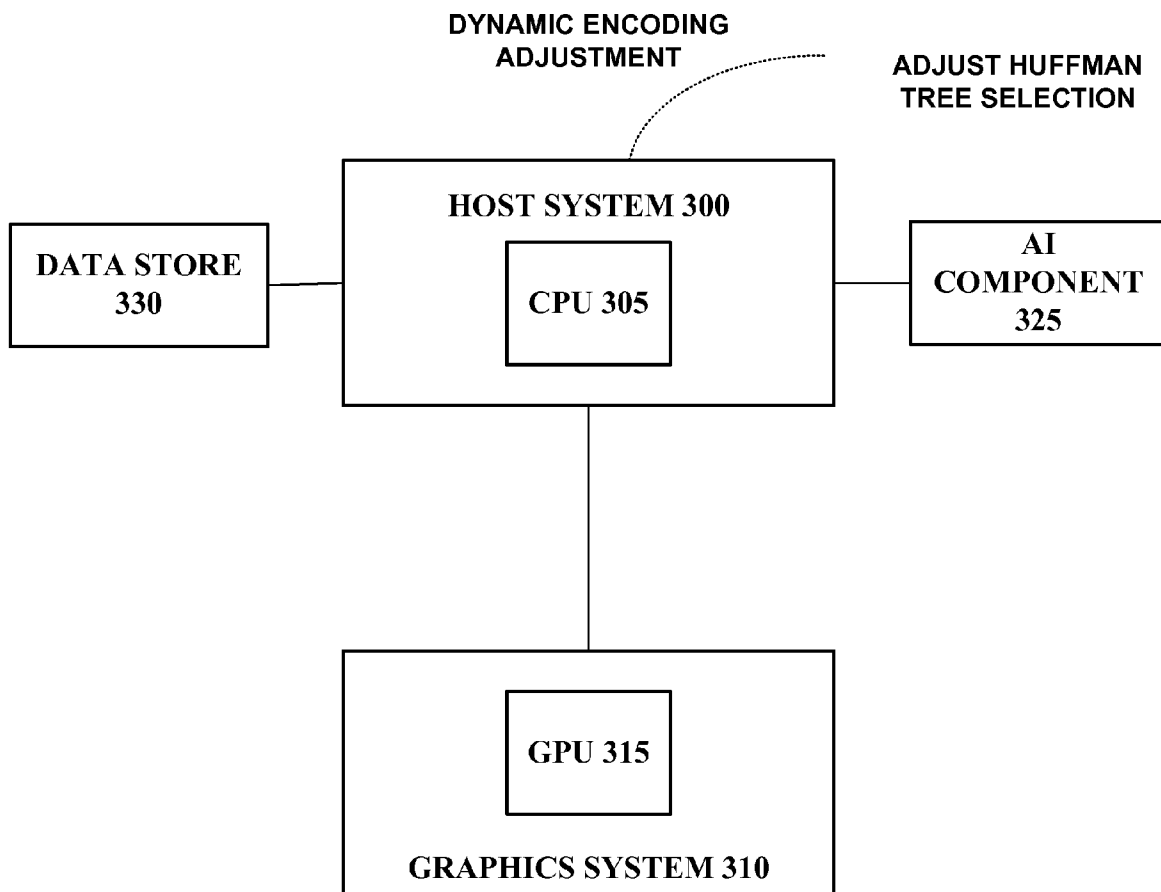 DYNAMIC ENCODING
ADJUSTMENT
ADJUST HUFFMAN
TREE SELECTION
HOST SYSTEM 300
DATA STORE
330
CPU 305
AI
COMPONENT
325
GPU 315
GRAPHICS SYSTEM 310